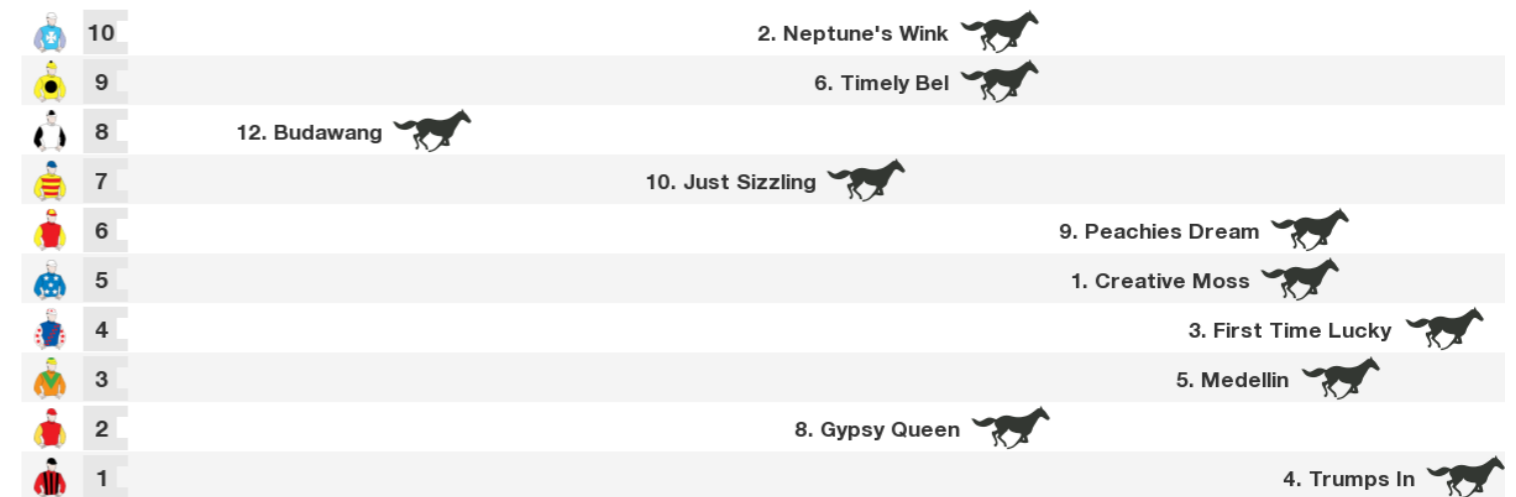 10 2. Neptune's Wink
9 6. Timely Bel
8 12. Budawang
7 10. Just Sizzling
6 9. Peachies Dream
5 1. Creative Moss
4 3. First Time Lucky
3 5. Medellin
2 8. Gypsy Queen
1 4. Trumps In